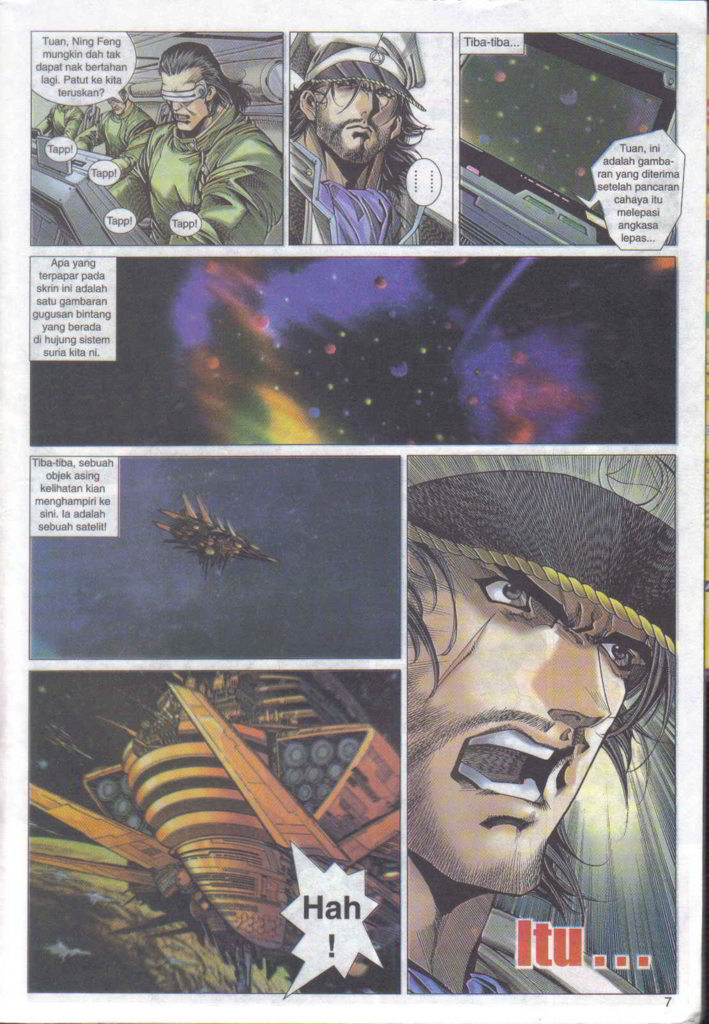 Tuan, Ning Feng
mungkin dah tak
dapat nak bertahan
lagi. Patut ke kita
teruskan?
Tapp!
Tapp!
Tapp!
Tapp!
Tiba-tiba...
Tuan, ini
adalah gamba-
ran yang diterima
setelah pancaran
cahaya itu
melepasi
angkasa
lepas...
Apa yang
terpapar pada
skrin ini adalah
satu gambaran
gugusan bintang
yang berada
di hujung sistem
suria kita ni.
Tiba-tiba, sebuah
objek asing
kelihatan kian
menghampiri ke
sini. Ia adalah
sebuah satelit!
Hah
!
Itu...
7